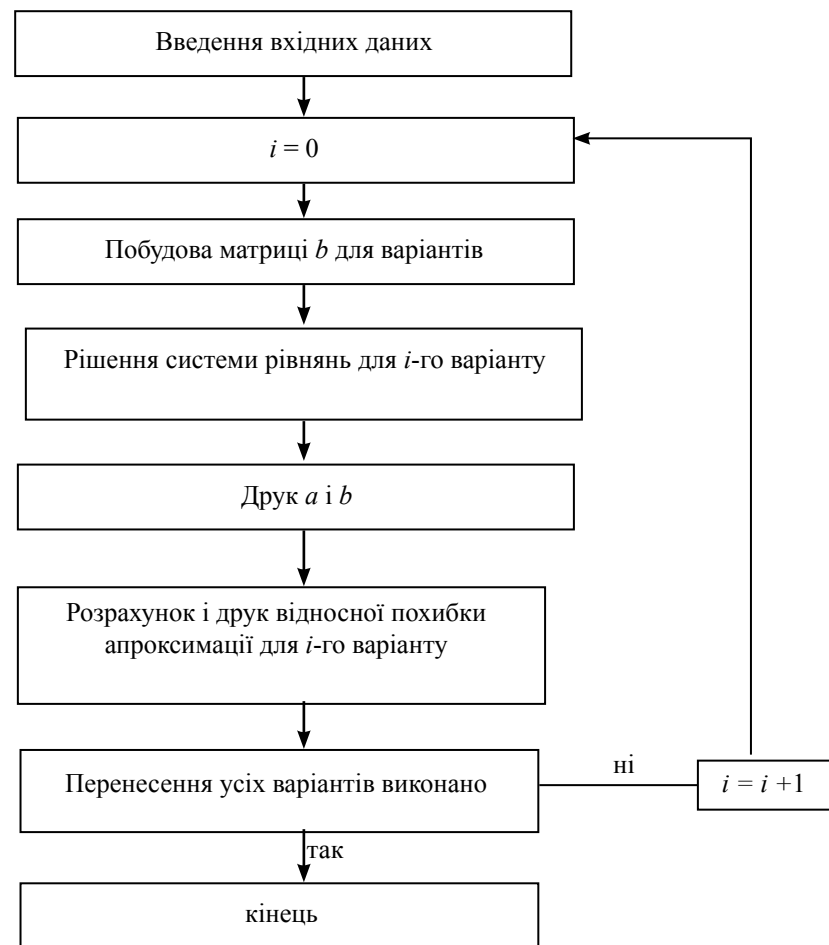 Введення вхідних даних
i = 0
Побудова матриці b для варіантів
Рішення системи рівнянь для i-го варіанту
Друк a і b
Розрахунок і друк відносної похибки
апроксимації для i-го варіанту
Перенесення усіх варіантів виконано
ні
i = i +1
так
кінець